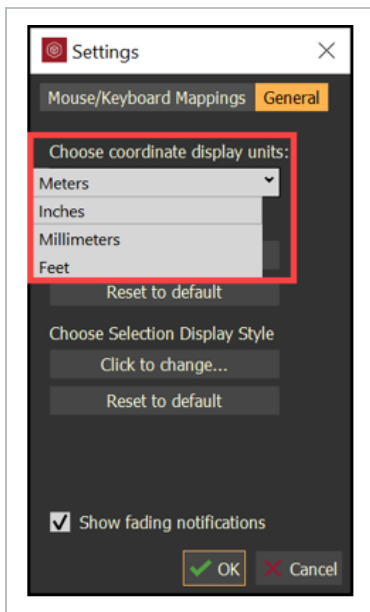 Settings
Mouse/Keyboard Mappings General
Choose coordinate display units:
Meters
Inches
Millimeters
Feet
Reset to default
Choose Selection Display Style
Click to change...
Reset to default
Show fading notifications
OK Cancel